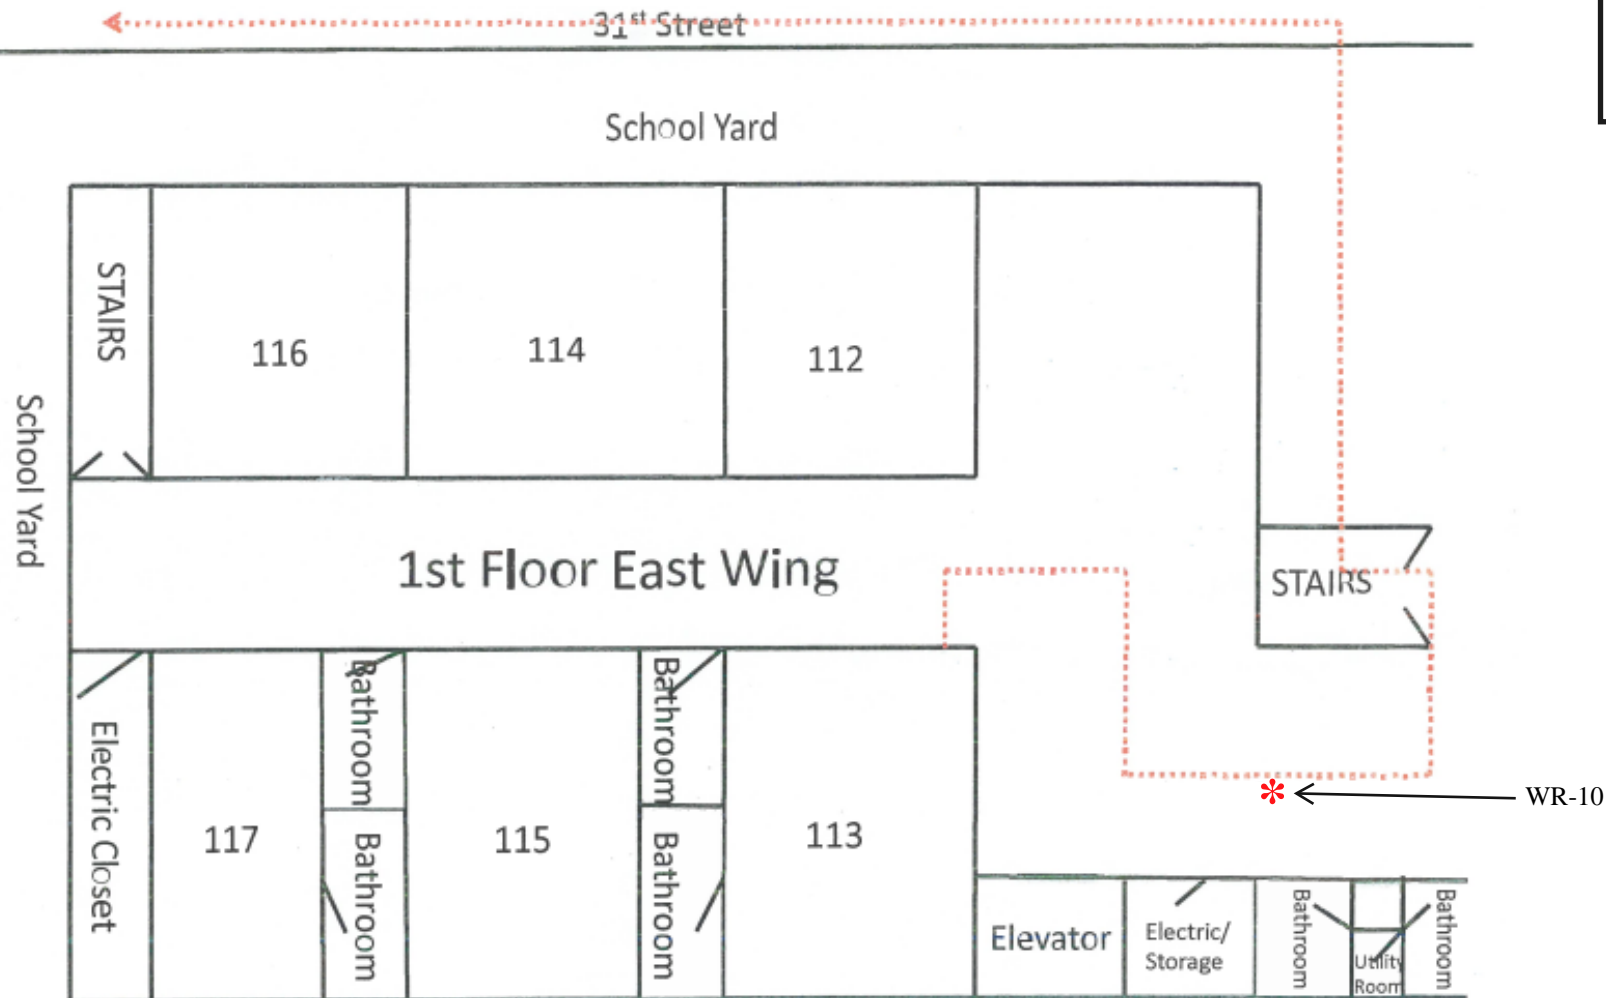 31st Street
School Yard
STAIRS
116
114
112
School Yard
1st Floor East Wing
STAIRS
Electric Closet
117
Bathroom
Bathroom
115
Bathroom
Bathroom
113
WR-10
Elevator
Electric/
Storage
Bathroom
Utility
Room
Bathroom